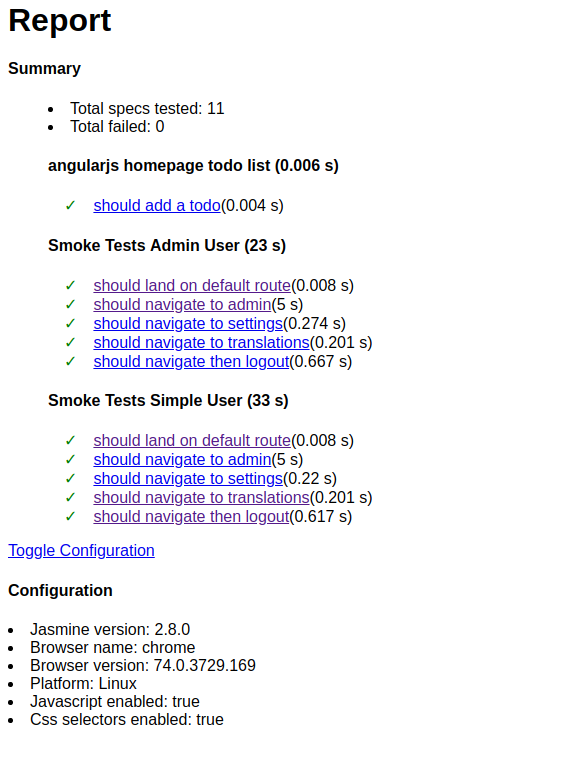 Report
Summary
• Total specs tested: 11
• Total failed: 0
angularjs homepage todo list (0.006 s)
✓ should add a todo(0.004 s)
Smoke Tests Admin User (23 s)
✓ should land on default route(0.008 s)
✓ should navigate to admin(5 s)
✓ should navigate to settings(0.274 s)
✓ should navigate to translations(0.201 s)
✓ should navigate then logout(0.667 s)
Smoke Tests Simple User (33 s)
✓ should land on default route(0.008 s)
✓ should navigate to admin(5 s)
✓ should navigate to settings(0.22 s)
✓ should navigate to translations(0.201 s)
✓ should navigate then logout(0.617 s)
Toggle Configuration
Configuration
• Jasmine version: 2.8.0
• Browser name: chrome
• Browser version: 74.0.3729.169
• Platform: Linux
• Javascript enabled: true
• Css selectors enabled: true